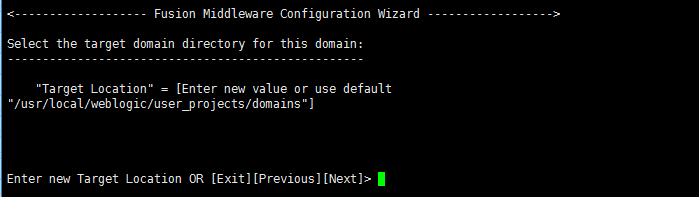 <------------------- Fusion Middleware Configuration Wizard ------------------>
Select the target domain directory for this domain:
---------------------------------------------------
"Target Location" = [Enter new value or use default
"/usr/local/weblogic/user_projects/domains"]
Enter new Target Location OR [Exit][Previous][Next]>